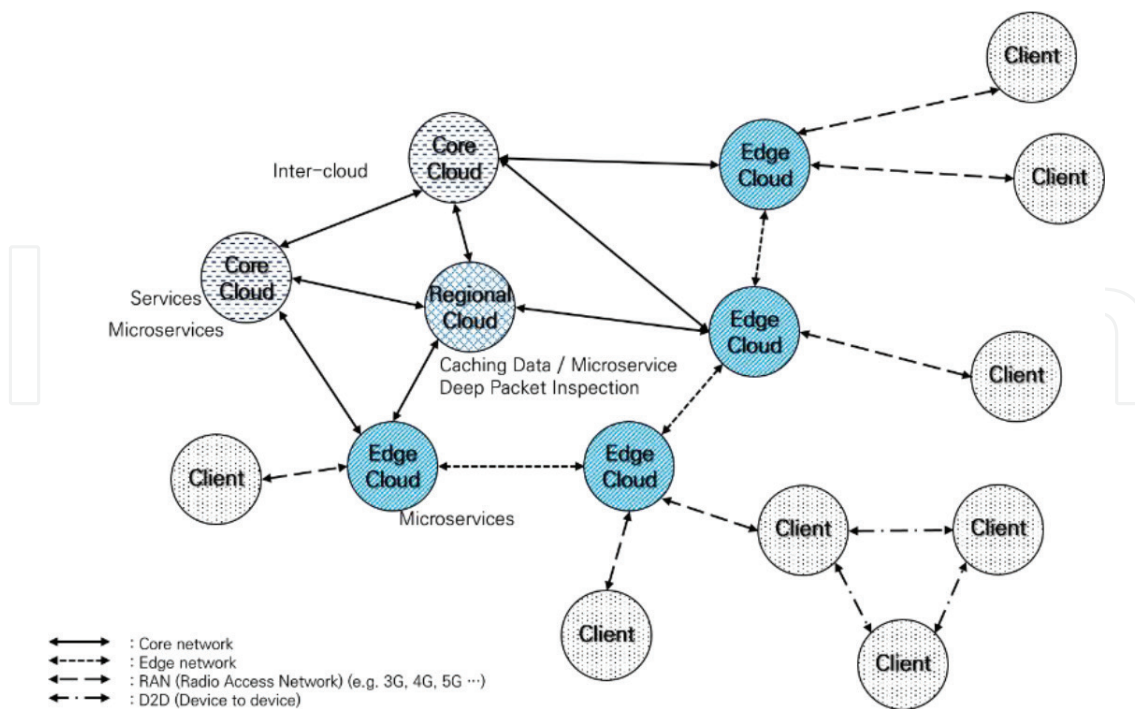 Client
Core
Cloud
Edge
Cloud
Inter-cloud
Client
Core
Cloud
Regional
Cloud
Services
Microservices
Edge
Cloud
Caching Data / Microservice
Deep Packet Inspection
Client
Client
Edge
Cloud
Edge
Cloud
Microservices
Client
Client
Client
Client
: Core network
: Edge network
: RAN (Radio Access Network) (e.g. 3G, 4G, 5G ···)
: D2D (Device to device)